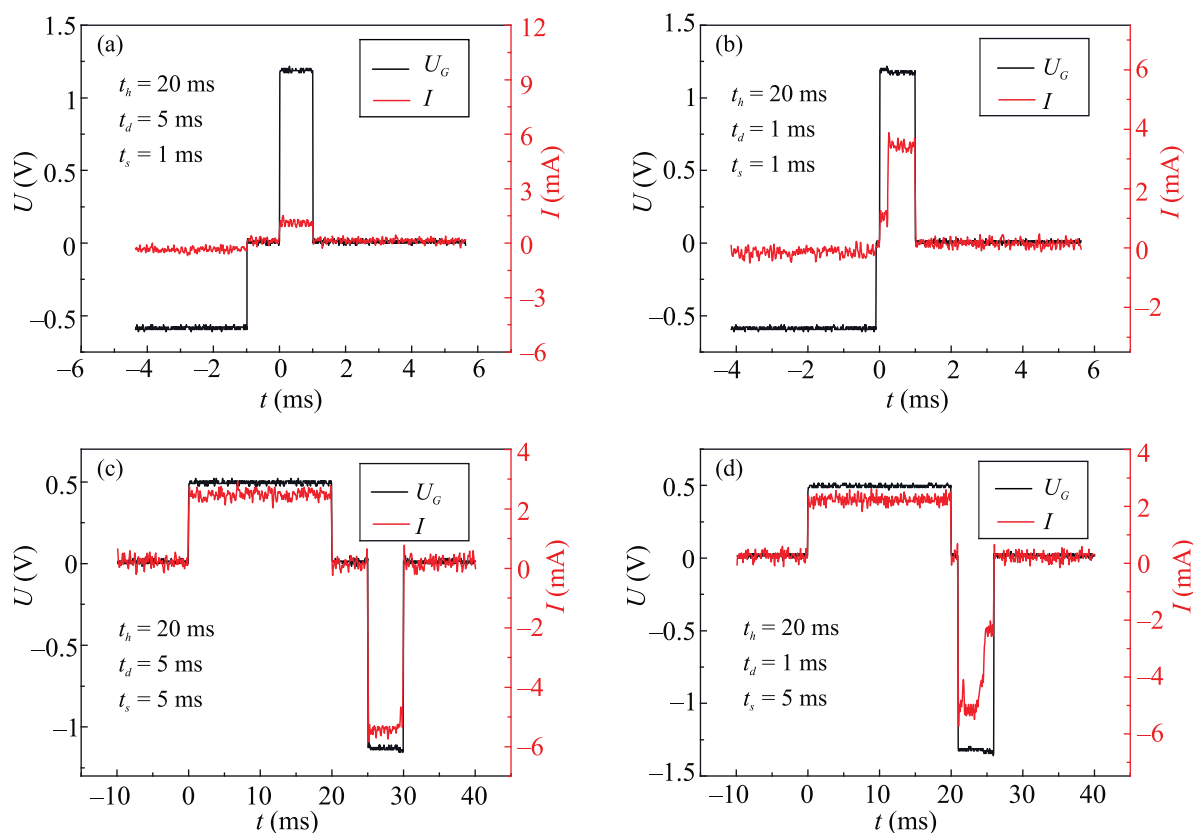 (a)
U_G
I
t_h = 20 ms
t_d = 5 ms
t_s = 1 ms
1.5
1
0.5
0
–0.5
U (V)
12
9
6
3
0
–3
–6
I (mA)
–6 –4 –2 0 2 4 6
t (ms)
(b)
U_G
I
t_h = 20 ms
t_d = 1 ms
t_s = 1 ms
1.5
1
0.5
0
–0.5
U (V)
6
4
2
0
–2
I (mA)
–4 –2 0 2 4 6
t (ms)
(c)
U_G
I
t_h = 20 ms
t_d = 5 ms
t_s = 5 ms
0.5
0
–0.5
–1
U (V)
4
2
0
–2
–4
–6
I (mA)
–10 0 10 20 30 40
t (ms)
(d)
U_G
I
t_h = 20 ms
t_d = 1 ms
t_s = 5 ms
1
0.5
0
–0.5
–1
–1.5
U (V)
4
2
0
–2
–4
–6
I (mA)
–10 0 10 20 30 40
t (ms)